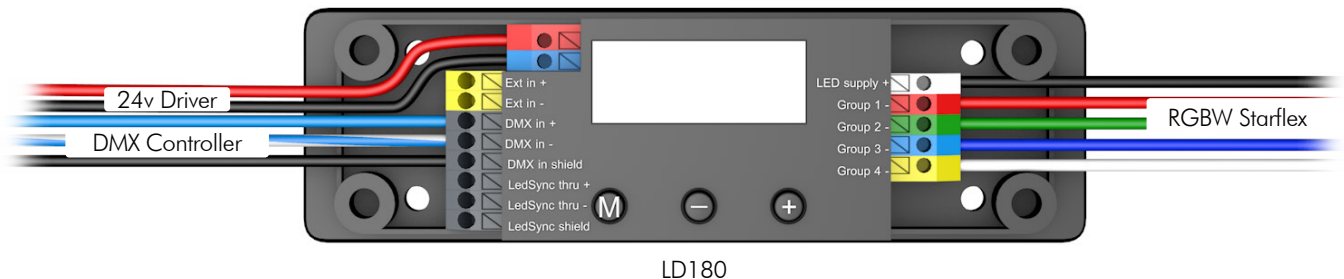 24v Driver
DMX Controller
Ext in +
Ext in -
DMX in +
DMX in -
DMX in shield
LedSync thru +
LedSync thru -
LedSync shield
M
−
+
LED supply +
Group 1 -
Group 2 -
Group 3 -
Group 4 -
RGBW Starflex
LD180